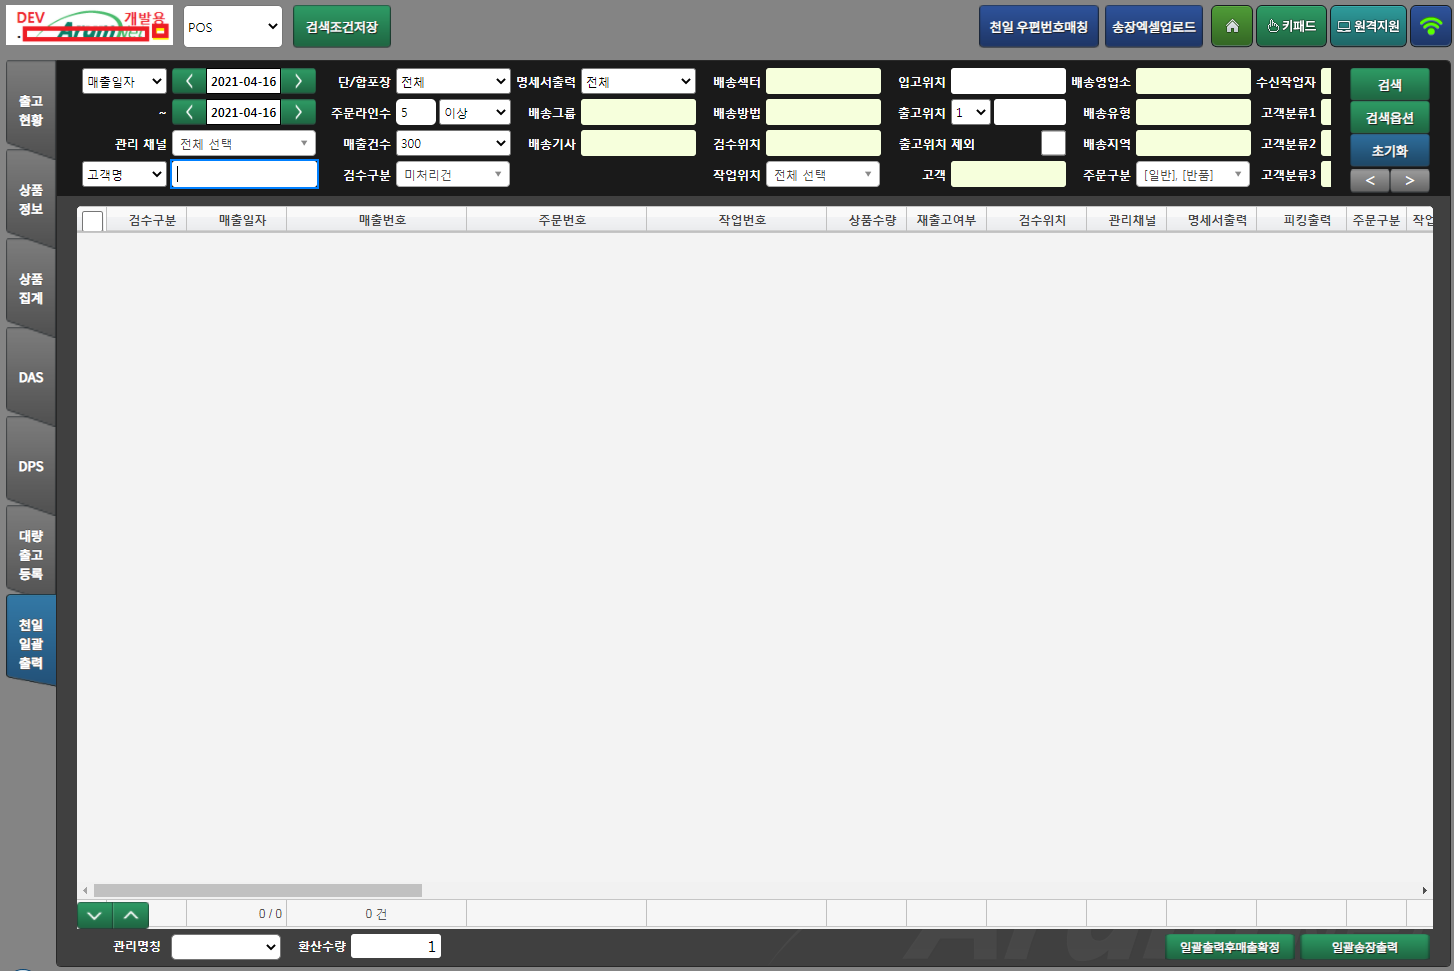 DEV 개발용
POS 검색조건저장 천일 우편번호매칭 송장엑셀업로드 키패드 원격지원
출고
현황
상품
정보
상품
집계
DAS
DPS
대량
출고
등록
천일
일괄
출력
매출일자 2021-04-16 단/합포장 전체 명세서출력 전체 배송섹터 입고위치 배송영업소 수신작업자 검색
~ 2021-04-16 주문라인수 5 이상 배송그룹 배송방법 출고위치 1 배송유형 고객분류1 검색옵션
관리 채널 전체 선택 매출건수 300 배송기사 검수위치 출고위치 제외 배송지역 고객분류2 초기화
고객명 검수구분 미처리건 작업위치 전체 선택 고객 주문구분 [일반], [반품] 고객분류3 < >
검수구분 매출일자 매출번호 주문번호 작업번호 상품수량 재출고여부 검수위치 관리채널 명세서출력 피킹출력 주문구분 작업
0 / 0 0 건
관리명칭 환산수량 1 일괄출력후매출확정 일괄송장출력